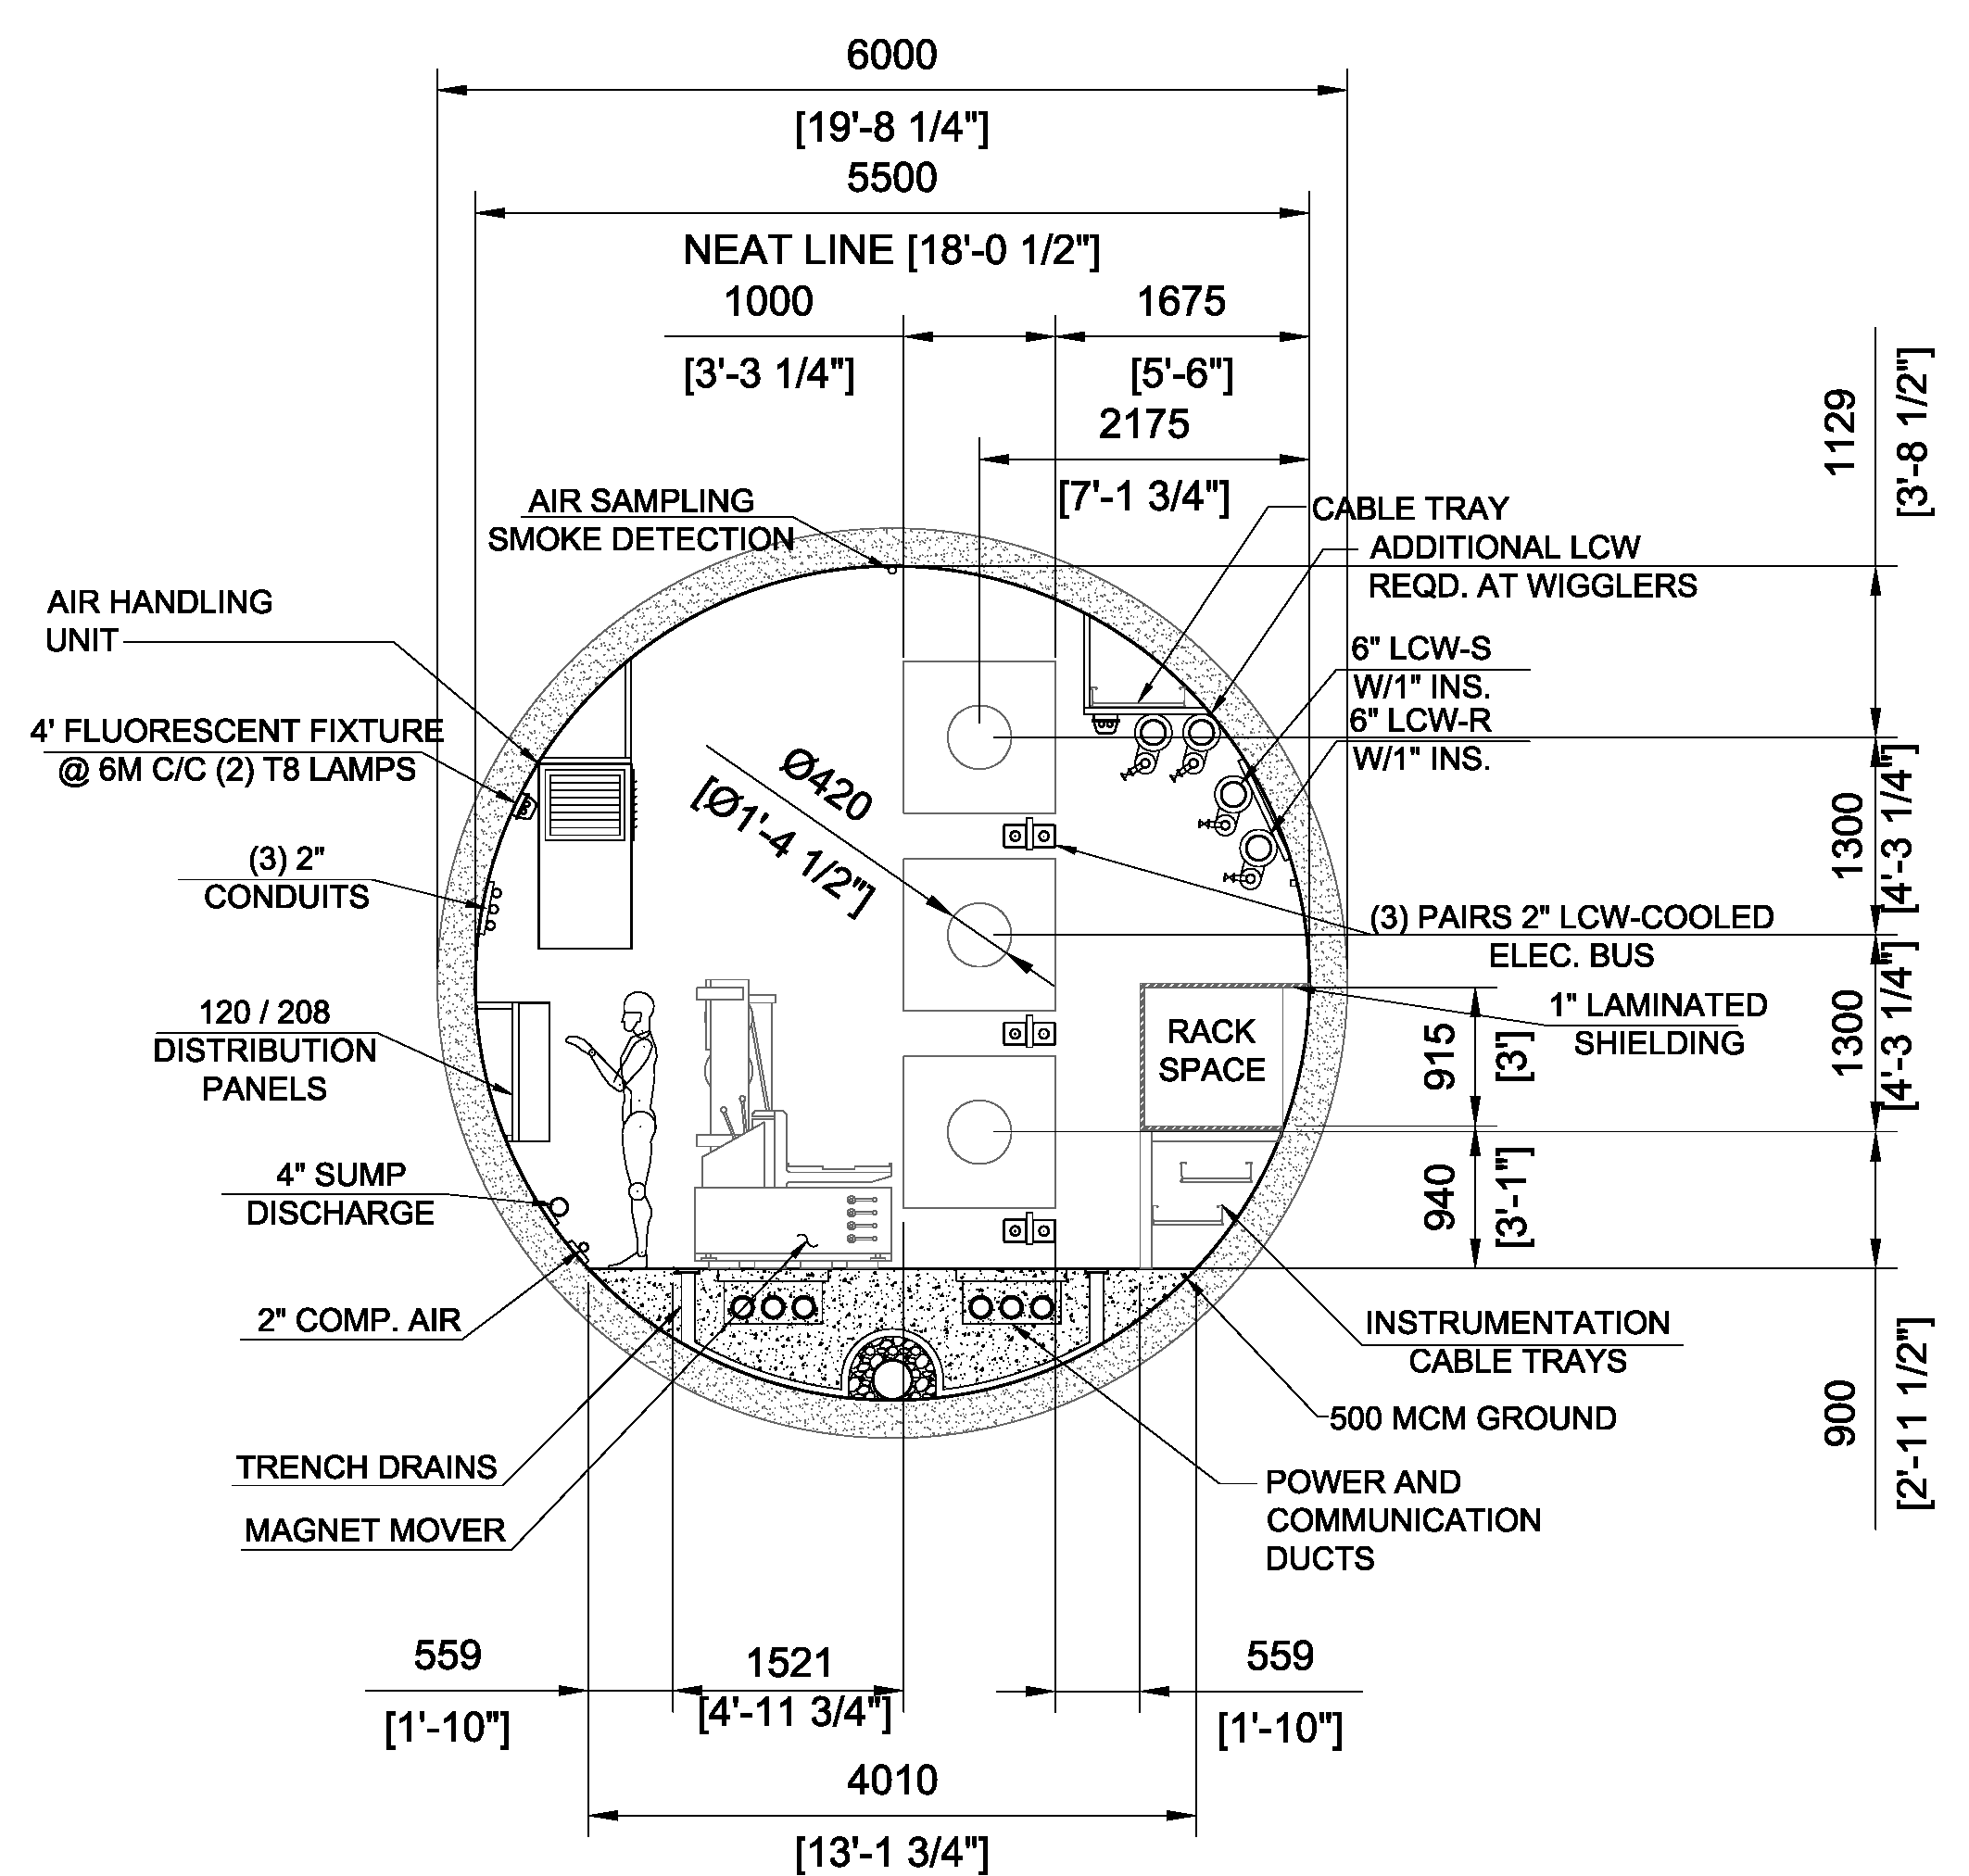 6000
[19'-8 1/4"]
5500
NEAT LINE [18'-0 1/2"]
1000
[3'-3 1/4"]
1675
[5'-6"]
2175
[7'-1 3/4"]
1129
[3'-8 1/2"]
AIR SAMPLING
SMOKE DETECTION
CABLE TRAY
ADDITIONAL LCW
REQD. AT WIGGLERS
AIR HANDLING
UNIT
6" LCW-S
W/1" INS.
6" LCW-R
W/1" INS.
4' FLUORESCENT FIXTURE
@ 6M C/C (2) T8 LAMPS
Ø420
[Ø1'-4 1/2"]
1300
[4'-3 1/4"]
(3) 2"
CONDUITS
(3) PAIRS 2" LCW-COOLED
ELEC. BUS
120 / 208
DISTRIBUTION
PANELS
1" LAMINATED
SHIELDING
RACK
SPACE
915
[3']
1300
[4'-3 1/4"]
4" SUMP
DISCHARGE
940
[3'-1"]
2" COMP. AIR
INSTRUMENTATION
CABLE TRAYS
500 MCM GROUND
900
[2'-11 1/2"]
TRENCH DRAINS
MAGNET MOVER
POWER AND
COMMUNICATION
DUCTS
559
[1'-10"]
1521
[4'-11 3/4"]
559
[1'-10"]
4010
[13'-1 3/4"]